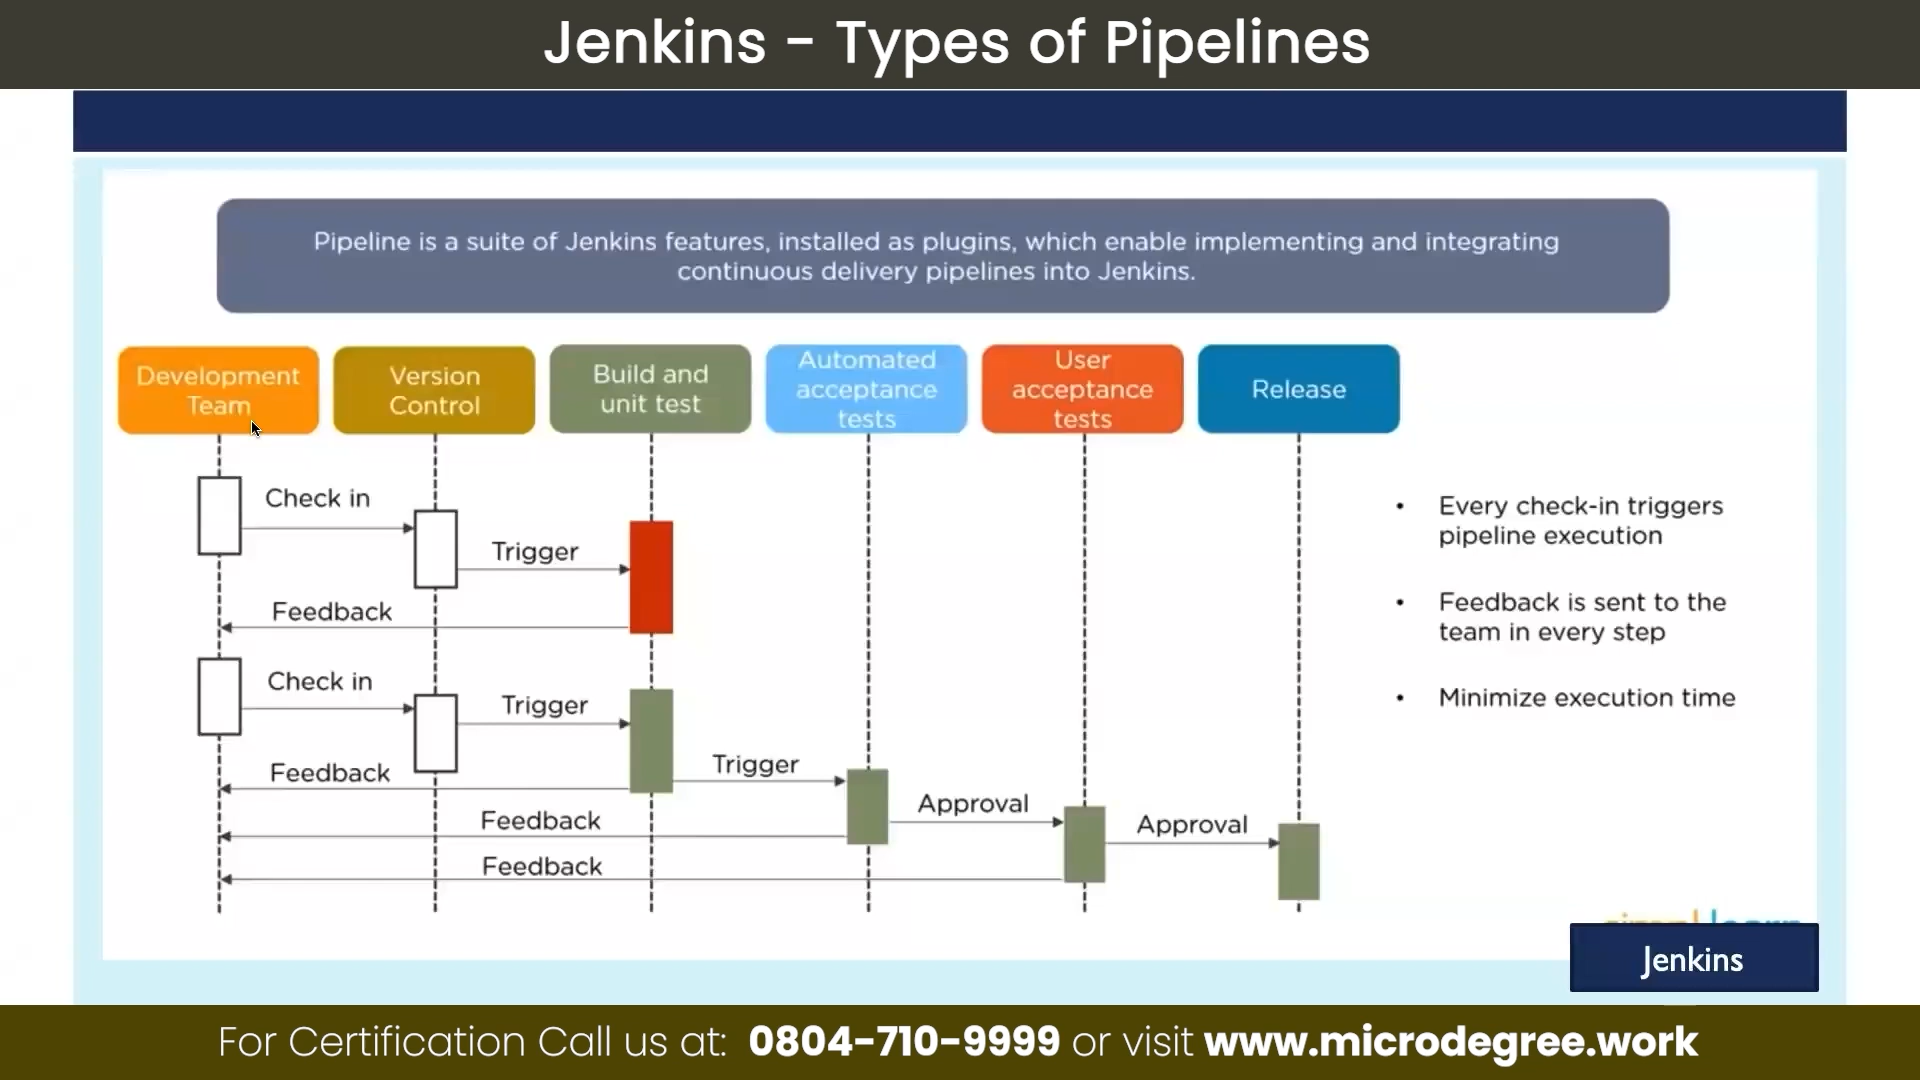 Jenkins - Types of Pipelines
Pipeline is a suite of Jenkins features, installed as plugins, which enable implementing and integrating
continuous delivery pipelines into Jenkins.
Development
Team
Version
Control
Build and
unit test
Automated
acceptance
tests
User
acceptance
tests
Release
Check in
Trigger
Feedback
Check in
Trigger
Feedback
Trigger
Feedback
Approval
Feedback
Approval
• Every check-in triggers
pipeline execution
• Feedback is sent to the
team in every step
• Minimize execution time
Jenkins
For Certification Call us at: 0804-710-9999 or visit www.microdegree.work